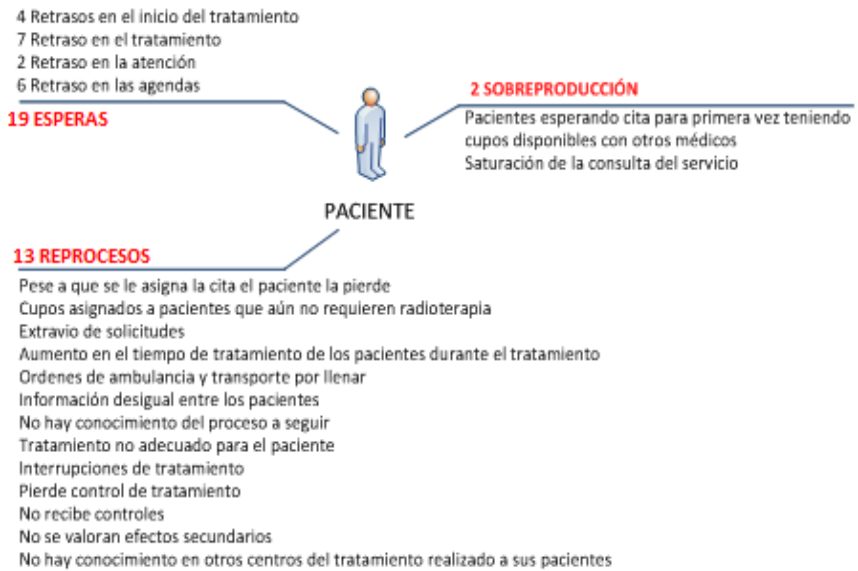 4 Retrasos en el inicio del tratamiento
7 Retraso en el tratamiento
2 Retraso en la atención
6 Retraso en las agendas
19 ESPERAS
2 SOBREPRODUCCIÓN
Pacientes esperando cita para primera vez teniendo
cupos disponibles con otros médicos
Saturación de la consulta del servicio
PACIENTE
13 REPROCESOS
Pese a que se le asigna la cita el paciente la pierde
Cupos asignados a pacientes que aún no requieren radioterapia
Extravio de solicitudes
Aumento en el tiempo de tratamiento de los pacientes durante el tratamiento
Ordenes de ambulancia y transporte por llenar
Información desigual entre los pacientes
No hay conocimiento del proceso a seguir
Tratamiento no adecuado para el paciente
Interrupciones de tratamiento
Pierde control de tratamiento
No recibe controles
No se valoran efectos secundarios
No hay conocimiento en otros centros del tratamiento realizado a sus pacientes